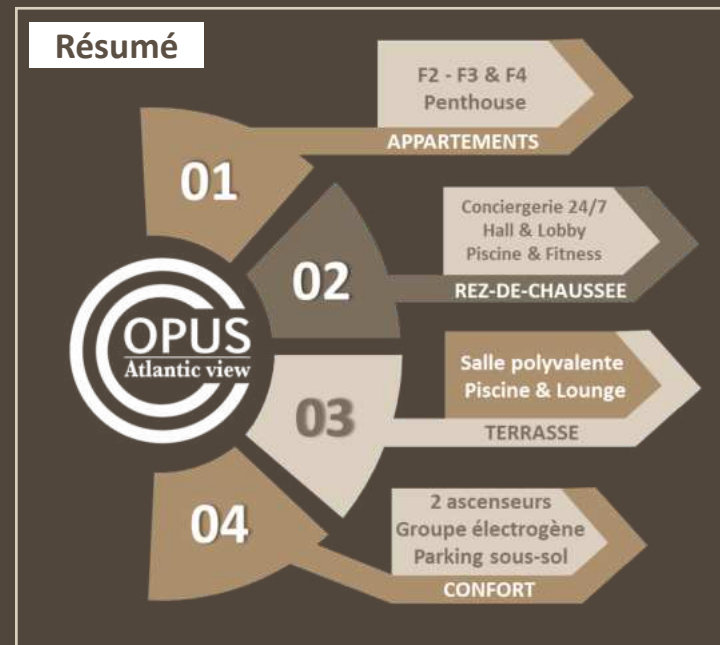 Résumé
F2 - F3 & F4
Penthouse
APPARTEMENTS
01
Conciergerie 24/7
Hall & Lobby
Piscine & Fitness
REZ-DE-CHAUSSEE
02
OPUS
Atlantic view
Salle polyvalente
Piscine & Lounge
TERRASSE
03
2 ascenseurs
Groupe électrogène
Parking sous-sol
CONFORT
04